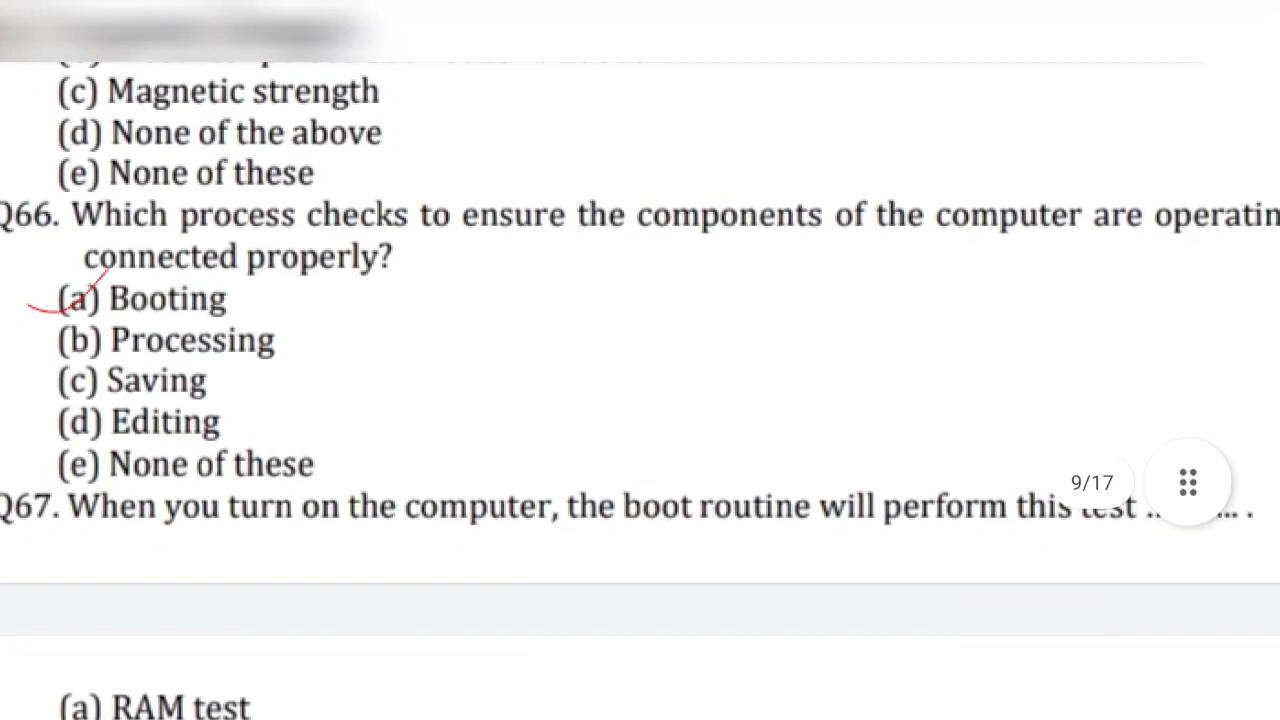 (c) Magnetic strength
(d) None of the above
(e) None of these
Q66. Which process checks to ensure the components of the computer are operatin
connected properly?
(a) Booting
(b) Processing
(c) Saving
(d) Editing
(e) None of these
9/17
Q67. When you turn on the computer, the boot routine will perform this test ........ .
(a) RAM test